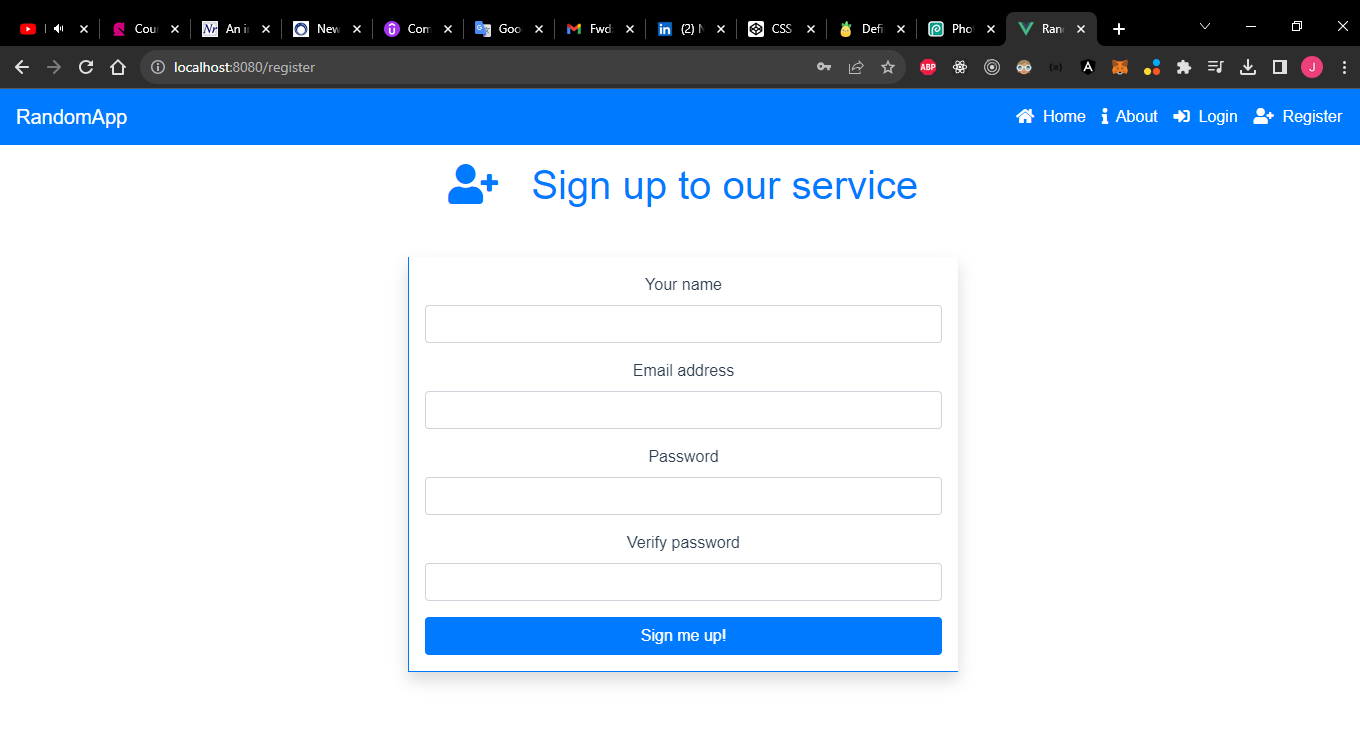 Cou
An i
New
Com
Goo
Fwd:
(2) N
CSS
Defi
Pho
Ran
localhost:8080/register
ABP
J
RandomApp
Home About Login Register
Sign up to our service
Your name
Email address
Password
Verify password
Sign me up!